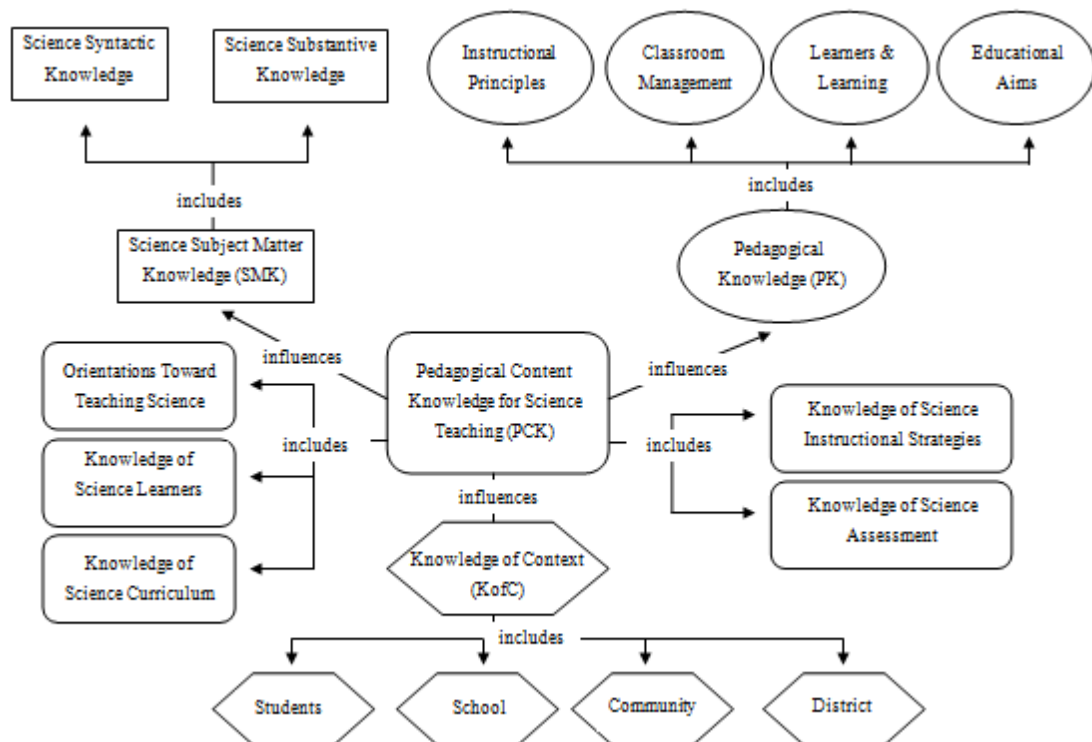 Science Syntactic
Knowledge
Science Substantive
Knowledge
Instructional
Principles
Classroom
Management
Learners &
Learning
Educational
Aims
includes
includes
Science Subject Matter
Knowledge (SMK)
Pedagogical
Knowledge (PK)
influences
influences
Orientations Toward
Teaching Science
Pedagogical Content
Knowledge for Science
Teaching (PCK)
Knowledge of Science
Instructional Strategies
includes
includes
Knowledge of
Science Learners
influences
Knowledge of Science
Assessment
Knowledge of
Science Curriculum
Knowledge of Context
(KofC)
includes
Students
School
Community
District